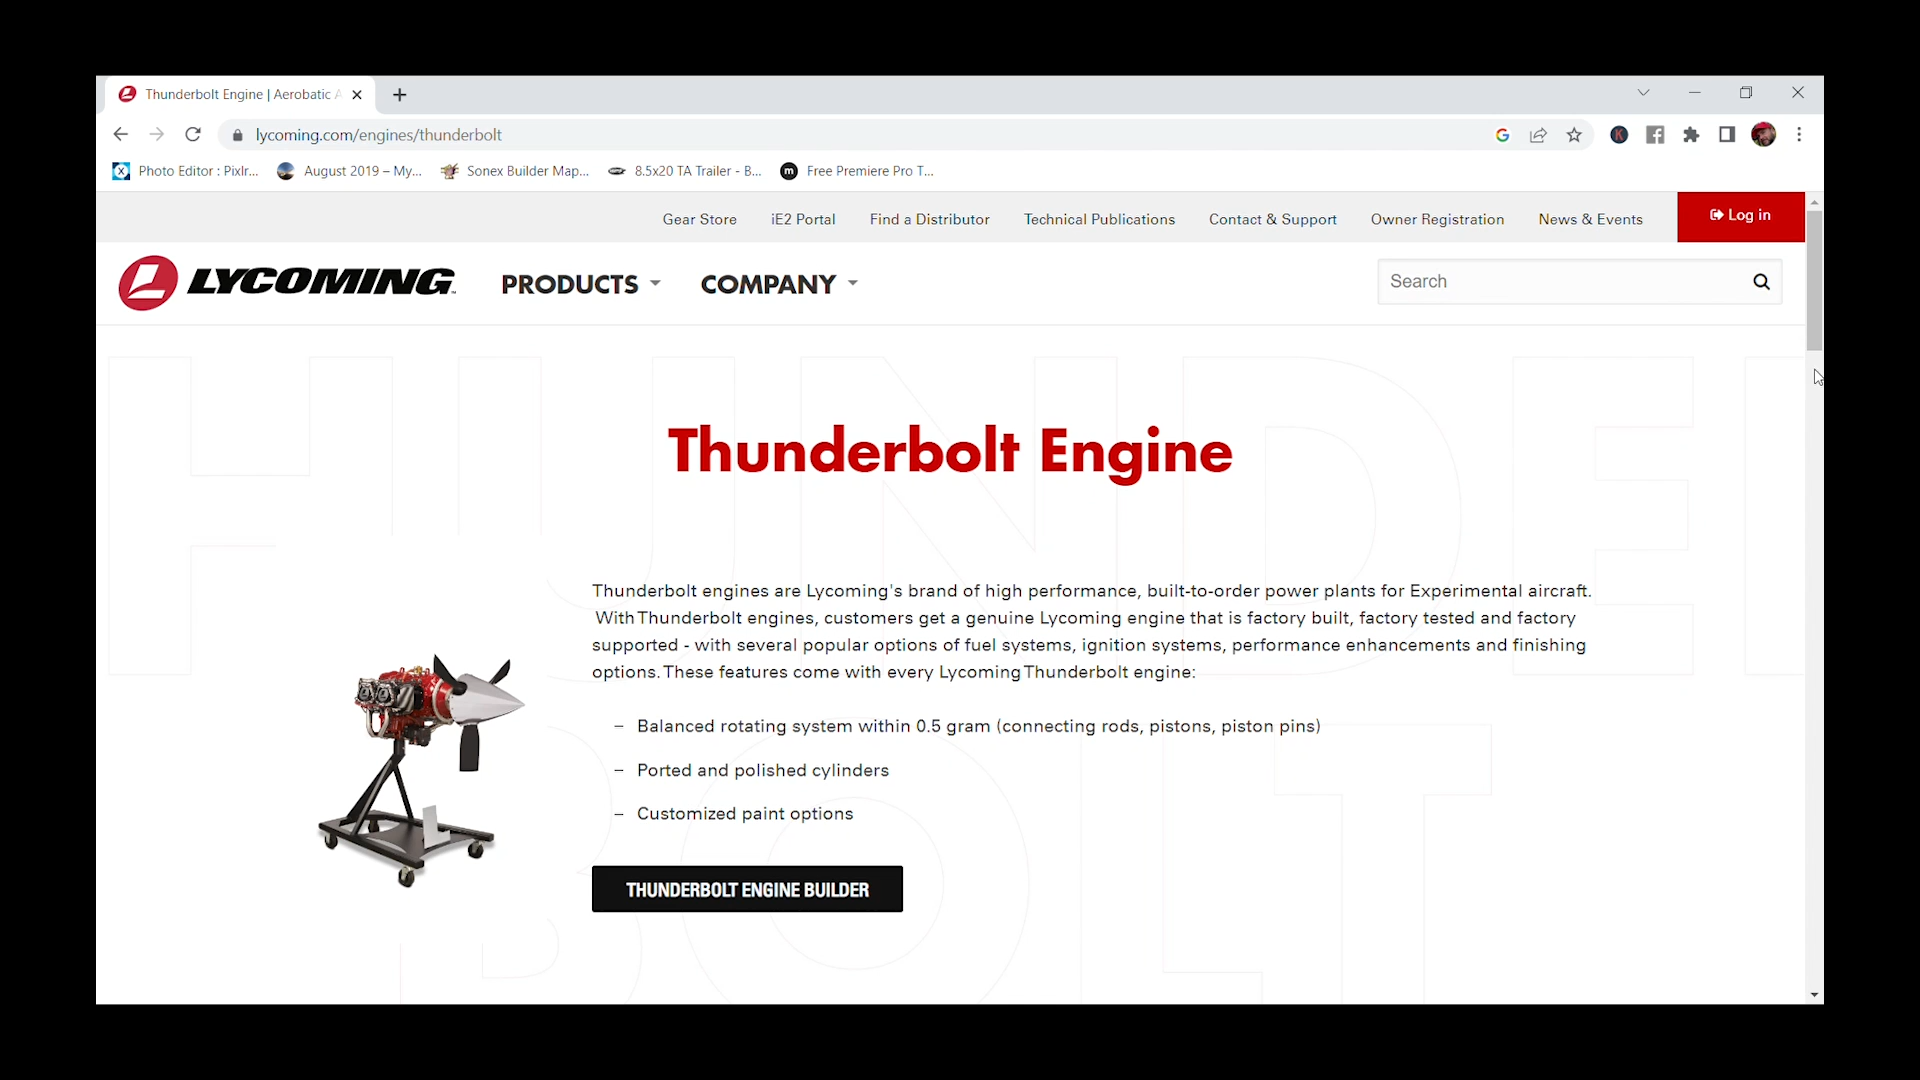 Thunderbolt Engine | Aerobatic A
lycoming.com/engines/thunderbolt
Photo Editor : Pixlr... August 2019 – My... Sonex Builder Map... 8.5x20 TA Trailer - B... Free Premiere Pro T...
Gear Store iE2 Portal Find a Distributor Technical Publications Contact & Support Owner Registration News & Events Log in
LYCOMING PRODUCTS COMPANY Search
Thunderbolt Engine
Thunderbolt engines are Lycoming's brand of high performance, built-to-order power plants for Experimental aircraft.
With Thunderbolt engines, customers get a genuine Lycoming engine that is factory built, factory tested and factory
supported - with several popular options of fuel systems, ignition systems, performance enhancements and finishing
options. These features come with every Lycoming Thunderbolt engine:
– Balanced rotating system within 0.5 gram (connecting rods, pistons, piston pins)
– Ported and polished cylinders
– Customized paint options
THUNDERBOLT ENGINE BUILDER